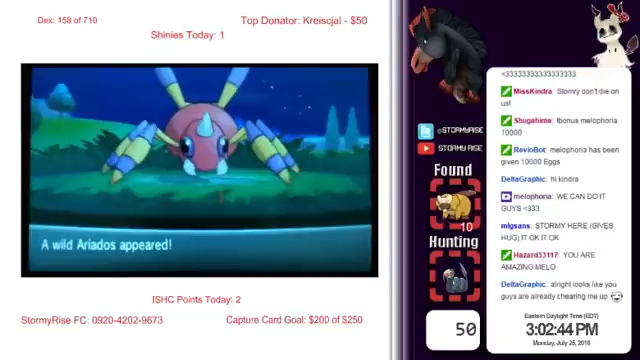 Dex: 158 of 710
Top Donator: Kreiscjal - $50
Shinies Today: 1
A wild Ariados appeared!
ISHC Points Today: 2
StormyRise FC: 0920-4202-9673
Capture Card Goal: $200 of $250
@STORMYRISE
STORMY RISE
Found
10
Hunting
50
<33333333333333333
MissKindra: Stormy don't die on
us!
Shugahime: !bonus melophoria
10000
RevloBot: melophoria has been
given 10000 Eggs
DeltaGraphic: hi kindra
melophoria: WE CAN DO IT
GUYS <333
mlgsans: STORMY HERE (GIVES
HUG) IT OK IT OK
Hazard33117: YOU ARE
AMAZING MELO
DeltaGraphic: alright looks like you
guys are already chearing me up
Eastern Daylight Time (EDT)
3:02:44 PM
Monday, July 25, 2016